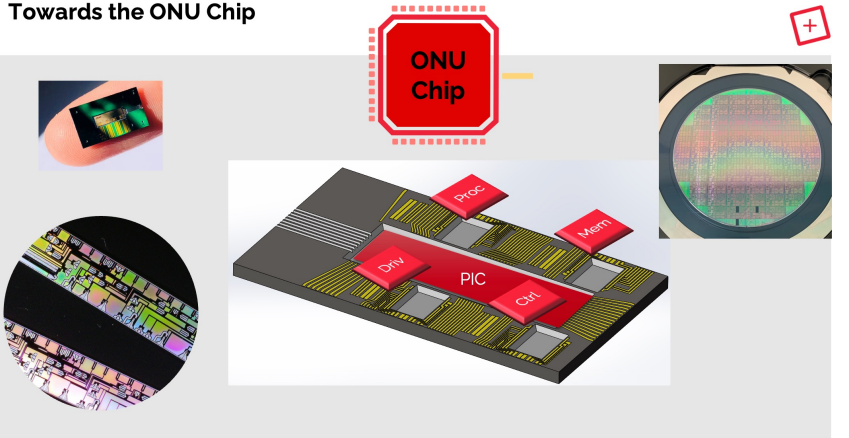 Towards the ONU Chip
ONU
Chip
Proc
Mem
Driv
PIC
Ctrl